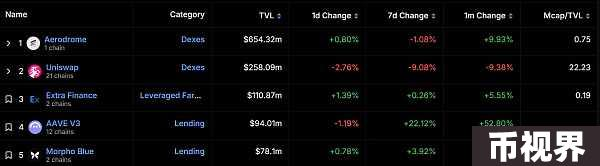 Name Category TVL 1d Change 7d Change 1m Change Mcap/TVL
1 Aerodrome Dexes $654.32m +0.80% -1.08% +9.93% 0.75
1 chain
2 Uniswap Dexes $258.09m -2.76% -9.08% -9.38% 22.23
21 chains
3 Extra Finance Leveraged Far... $110.87m +1.39% +0.26% +5.55% 0.19
2 chains
4 AAVE V3 Lending $94.01m -1.19% +22.12% +52.80%
12 chains
5 Morpho Blue Lending $78.1m +0.78% +3.92%
2 chains
币视界